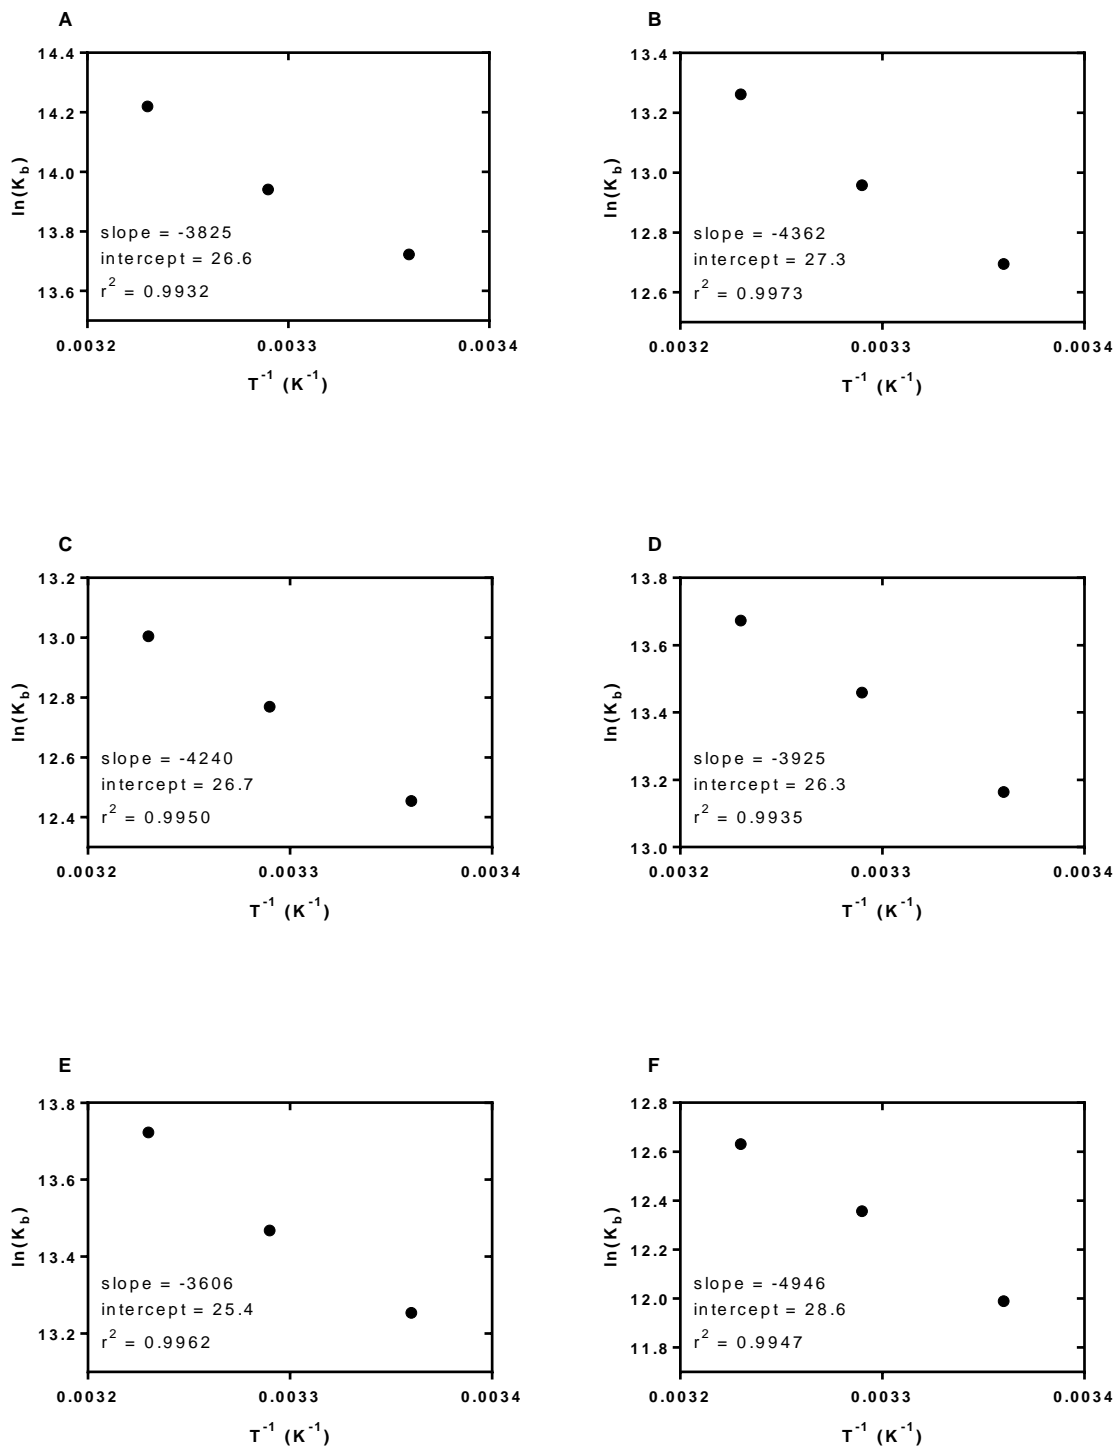 A
14.4
14.2
14.0
13.8
13.6
ln(K_b)
slope = -3825
intercept = 26.6
r² = 0.9932
0.0032 0.0033 0.0034
T⁻¹ (K⁻¹)
B
13.4
13.2
13.0
12.8
12.6
ln(K_b)
slope = -4362
intercept = 27.3
r² = 0.9973
0.0032 0.0033 0.0034
T⁻¹ (K⁻¹)
C
13.2
13.0
12.8
12.6
12.4
ln(K_b)
slope = -4240
intercept = 26.7
r² = 0.9950
0.0032 0.0033 0.0034
T⁻¹ (K⁻¹)
D
13.8
13.6
13.4
13.2
13.0
ln(K_b)
slope = -3925
intercept = 26.3
r² = 0.9935
0.0032 0.0033 0.0034
T⁻¹ (K⁻¹)
E
13.8
13.6
13.4
13.2
ln(K_b)
slope = -3606
intercept = 25.4
r² = 0.9962
0.0032 0.0033 0.0034
T⁻¹ (K⁻¹)
F
12.8
12.6
12.4
12.2
12.0
11.8
ln(K_b)
slope = -4946
intercept = 28.6
r² = 0.9947
0.0032 0.0033 0.0034
T⁻¹ (K⁻¹)